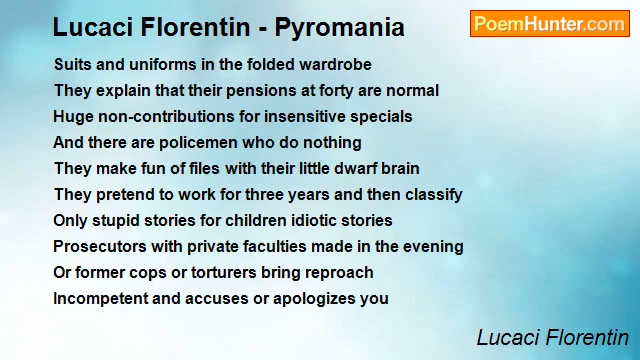 Lucaci Florentin - Pyromania
PoemHunter.com
Suits and uniforms in the folded wardrobe
They explain that their pensions at forty are normal
Huge non-contributions for insensitive specials
And there are policemen who do nothing
They make fun of files with their little dwarf brain
They pretend to work for three years and then classify
Only stupid stories for children idiotic stories
Prosecutors with private faculties made in the evening
Or former cops or torturers bring reproach
Incompetent and accuses or apologizes you
Lucaci Florentin